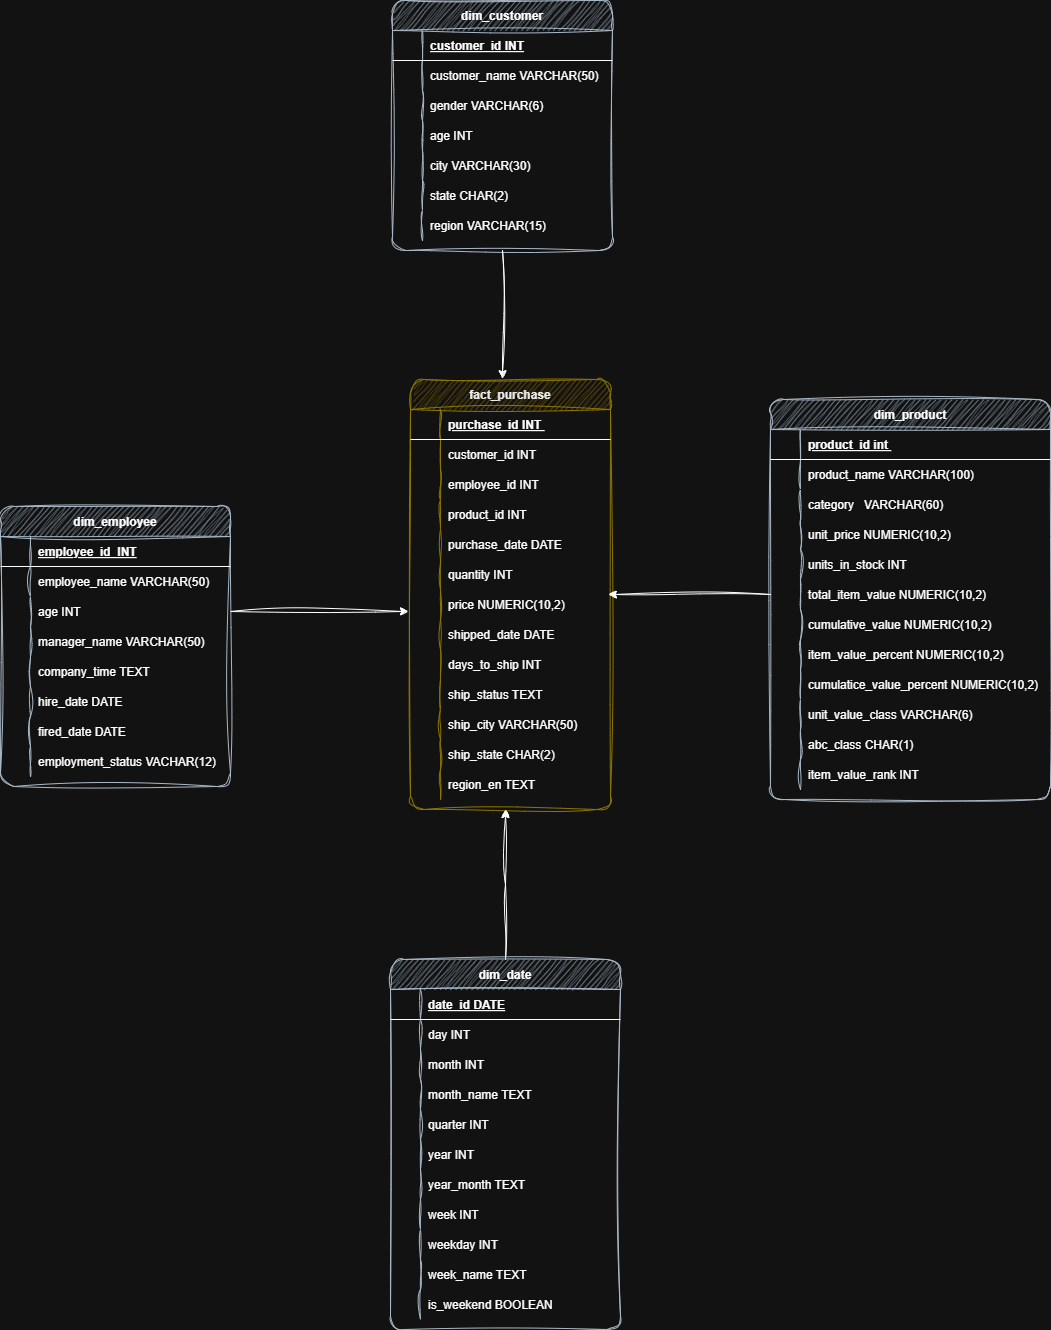 dim_customer
customer_id INT
customer_name VARCHAR(50)
gender VARCHAR(6)
age INT
city VARCHAR(30)
state CHAR(2)
region VARCHAR(15)
fact_purchase
purchase_id INT
customer_id INT
employee_id INT
product_id INT
purchase_date DATE
quantity INT
price NUMERIC(10,2)
shipped_date DATE
days_to_ship INT
ship_status TEXT
ship_city VARCHAR(50)
ship_state CHAR(2)
region_en TEXT
dim_product
product_id int
product_name VARCHAR(100)
category VARCHAR(60)
unit_price NUMERIC(10,2)
units_in_stock INT
total_item_value NUMERIC(10,2)
cumulative_value NUMERIC(10,2)
item_value_percent NUMERIC(10,2)
cumulatice_value_percent NUMERIC(10,2)
unit_value_class VARCHAR(6)
abc_class CHAR(1)
item_value_rank INT
dim_employee
employee_id INT
employee_name VARCHAR(50)
age INT
manager_name VARCHAR(50)
company_time TEXT
hire_date DATE
fired_date DATE
employment_status VACHAR(12)
dim_date
date_id DATE
day INT
month INT
month_name TEXT
quarter INT
year INT
year_month TEXT
week INT
weekday INT
week_name TEXT
is_weekend BOOLEAN